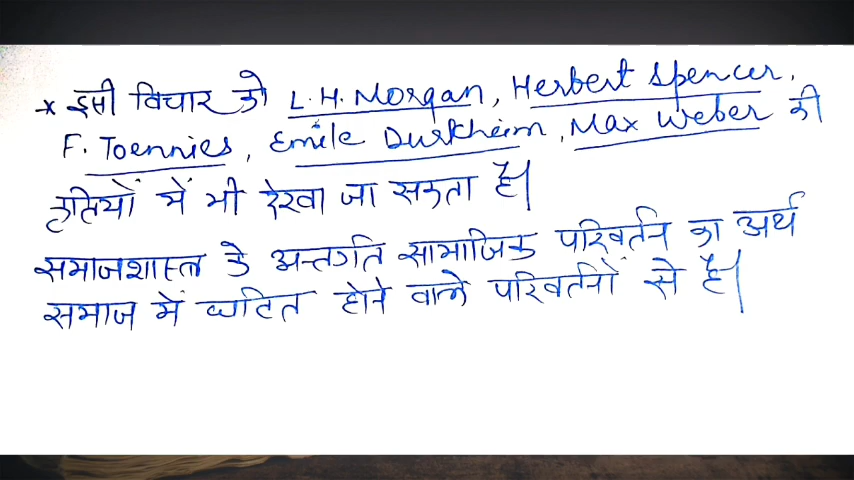 * इसी विचार को L.H. Morgan, Herbert Spencer,
F. Toennies, Emile Durkheim, Max Weber की
कृतियों में भी देखा जा सकता है।
समाजशास्त्र के अन्तर्गत सामाजिक परिवर्तन का अर्थ
समाज में घटित होने वाले परिवर्तनों से है।